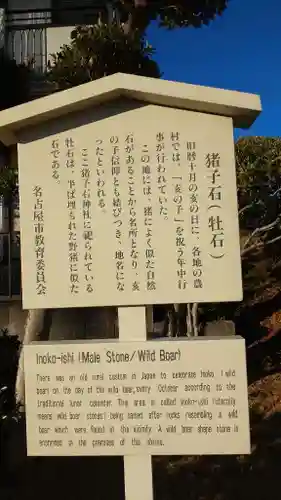 猪子石（牡石）
旧暦十月の亥の日に、各地の農
村では、「亥の子」を祝う年中行
事が行われていた。
この地には、猪によく似た自然
石があることから名所となり、亥
の子信仰とも結びつき、地名にな
ったといわれる。
ここ猪子石神社に祀られている
牡石は、半ば埋もれた野猪に似た
石である。
名古屋市教育委員会
Inoko-ishi (Male Stone/Wild Boar)
There was an old rural custom in Japan to celebrate Inoko, wild
boar on the day of the wild boar, every October according to the
traditional lunar calender. This area is called Inoko-ishi (literally
means wild boar stones) being named after rocks resembling a wild
boar which were found in the vicinity. A wild boar shape stone is
enshrined in the premises of this shrine.